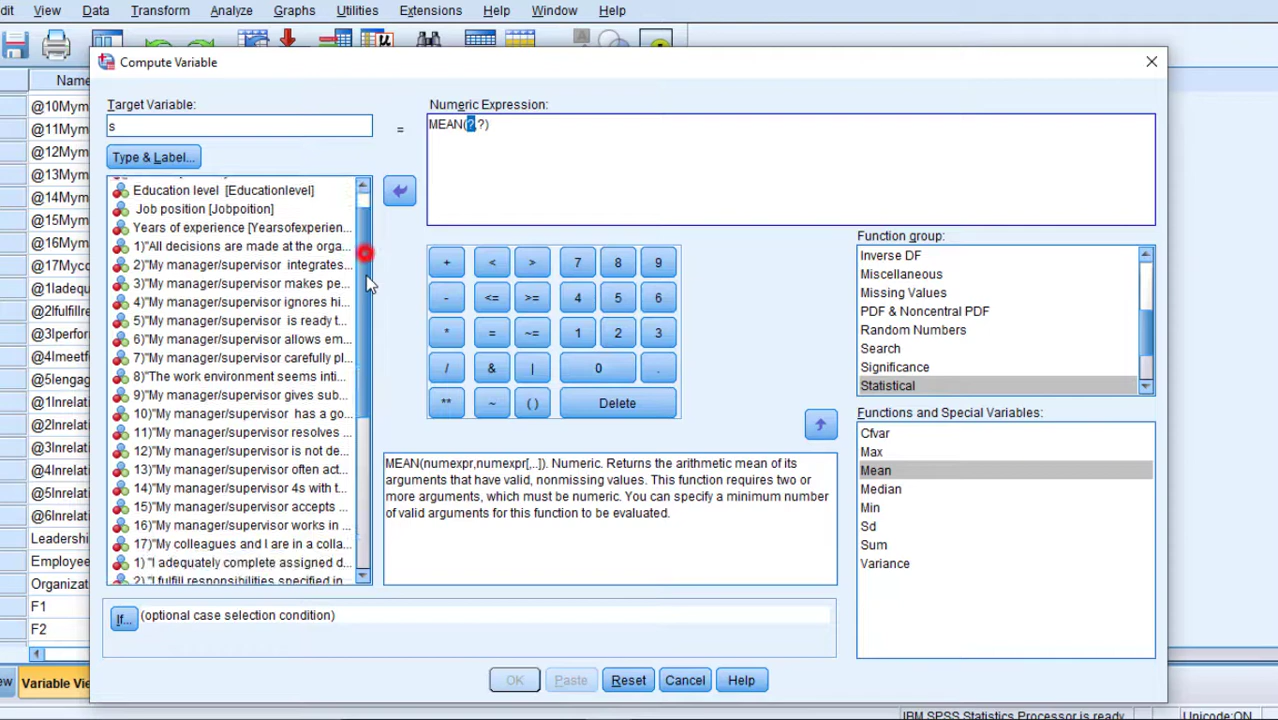 dit View Data Transform Analyze Graphs Utilities Extensions Help Window Help
Compute Variable
Name
@10Mym
@11Mym
@12Mym
@13Mym
@14Mym
@15Mym
@16Mym
@17Myco
@1Iadequ
@2Ifulfillre
@3Iperfor
@4Imeetf
@5Iengag
@1Inrelati
@2Inrelati
@3Inrelati
@4Inrelati
@5Inrelati
@6Inrelati
Leadershi
Employee
Organizat
F1
F2
Target Variable:
s
=
Type & Label...
Numeric Expression:
MEAN(?,?)
Education level [Educationlevel]
Job position [Jobpoition]
Years of experience [Yearsofexperien...
1)"All decisions are made at the orga...
2)"My manager/supervisor integrates...
3)"My manager/supervisor makes pe...
4)"My manager/supervisor ignores hi...
5)"My manager/supervisor is ready t...
6)"My manager/supervisor allows em...
7)"My manager/supervisor carefully pl...
8)"The work environment seems inti...
9)"My manager/supervisor gives sub...
10)"My manager/supervisor has a go...
11)"My manager/supervisor resolves ...
12)"My manager/supervisor is not de...
13)"My manager/supervisor often act...
14)"My manager/supervisor 4s with t...
15)"My manager/supervisor accepts ...
16)"My manager/supervisor works in ...
17)"My colleagues and I are in a colla...
1) "I adequately complete assigned d...
2) "I fulfill responsibilities specified in
+ < > 7 8 9
- <= >= 4 5 6
* = ~= 1 2 3
/ & | 0 .
** ~ ( ) Delete
MEAN(numexpr,numexpr[,..]). Numeric. Returns the arithmetic mean of its
arguments that have valid, nonmissing values. This function requires two or
more arguments, which must be numeric. You can specify a minimum number
of valid arguments for this function to be evaluated.
Function group:
Inverse DF
Miscellaneous
Missing Values
PDF & Noncentral PDF
Random Numbers
Search
Significance
Statistical
Functions and Special Variables:
Cfvar
Max
Mean
Median
Min
Sd
Sum
Variance
If... (optional case selection condition)
OK Paste Reset Cancel Help
ew Variable Vie
IBM SPSS Statistics Processor is ready Unicode:ON